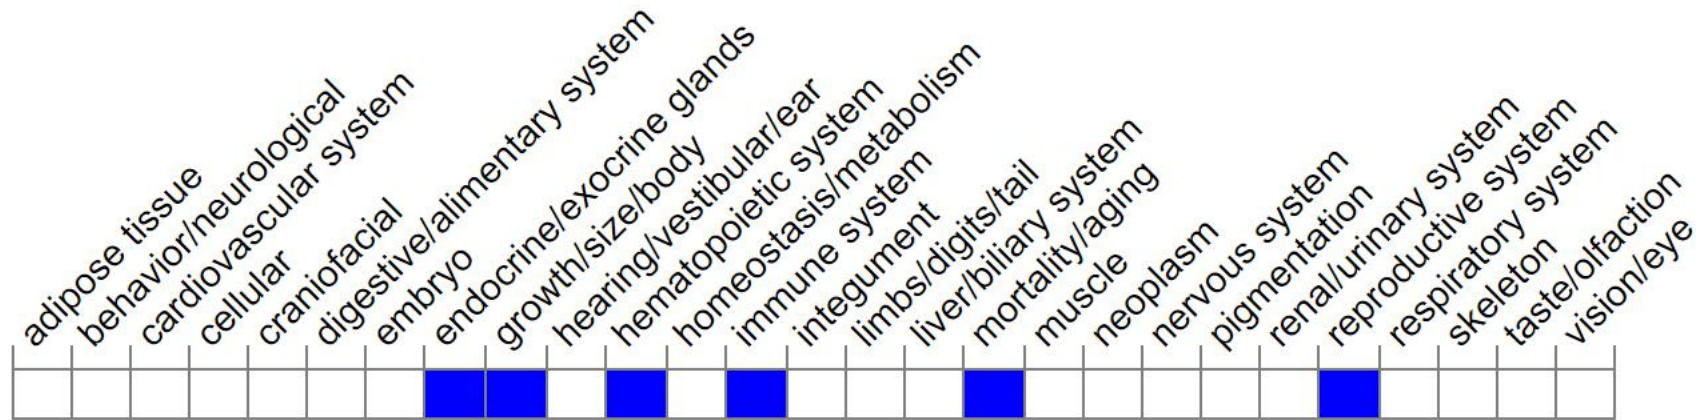 adipose tissue
behavior/neurological
cardiovascular system
cellular
craniofacial
digestive/alimentary system
embryo
endocrine/exocrine glands
growth/size/body
hearing/vestibular/ear
hematopoietic system
homeostasis/metabolism
immune system
integument
limbs/digits/tail
liver/biliary system
mortality/aging
muscle
neoplasm
nervous system
pigmentation
renal/urinary system
reproductive system
respiratory system
skeleton
taste/olfaction
vision/eye